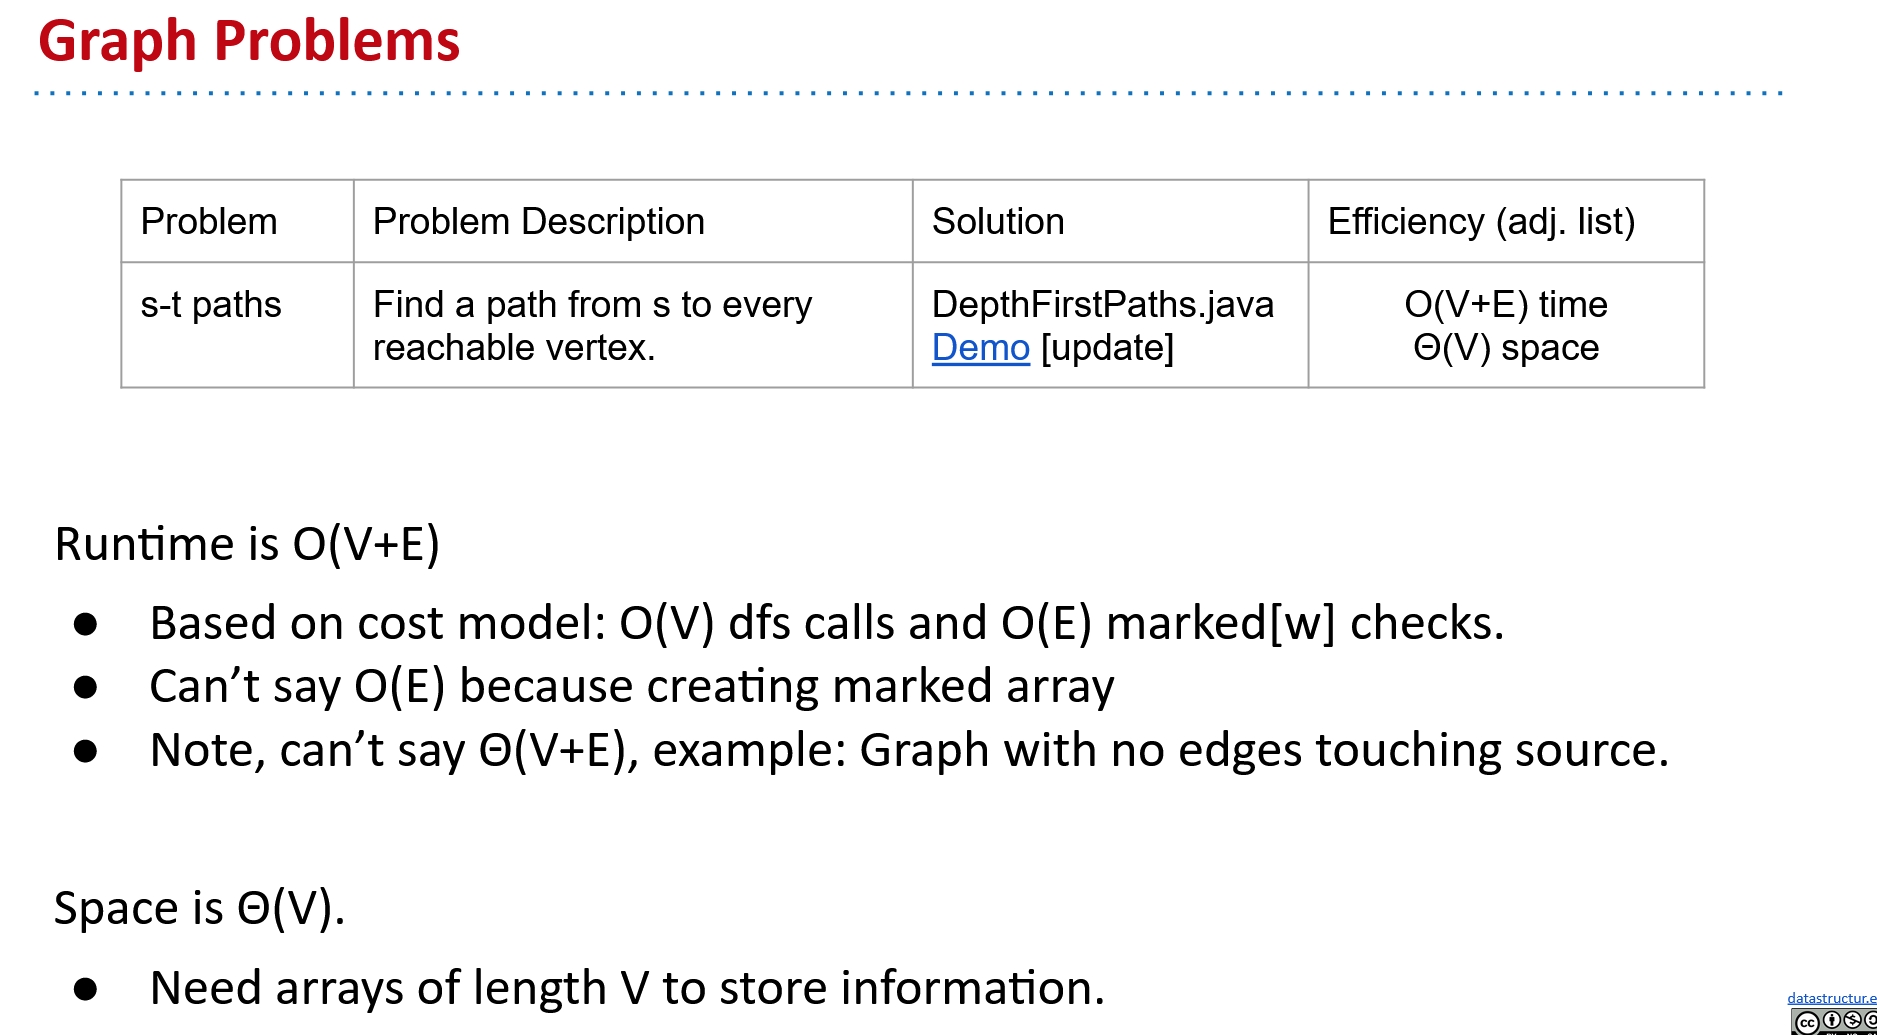 Graph Problems
Problem
Problem Description
Solution
Efficiency (adj. list)
s-t paths
Find a path from s to every
reachable vertex.
DepthFirstPaths.java
Demo [update]
O(V+E) time
Θ(V) space
Runtime is O(V+E)
● Based on cost model: O(V) dfs calls and O(E) marked[w] checks.
● Can’t say O(E) because creating marked array
● Note, can’t say Θ(V+E), example: Graph with no edges touching source.
Space is Θ(V).
● Need arrays of length V to store information.
datastructur.e
cc